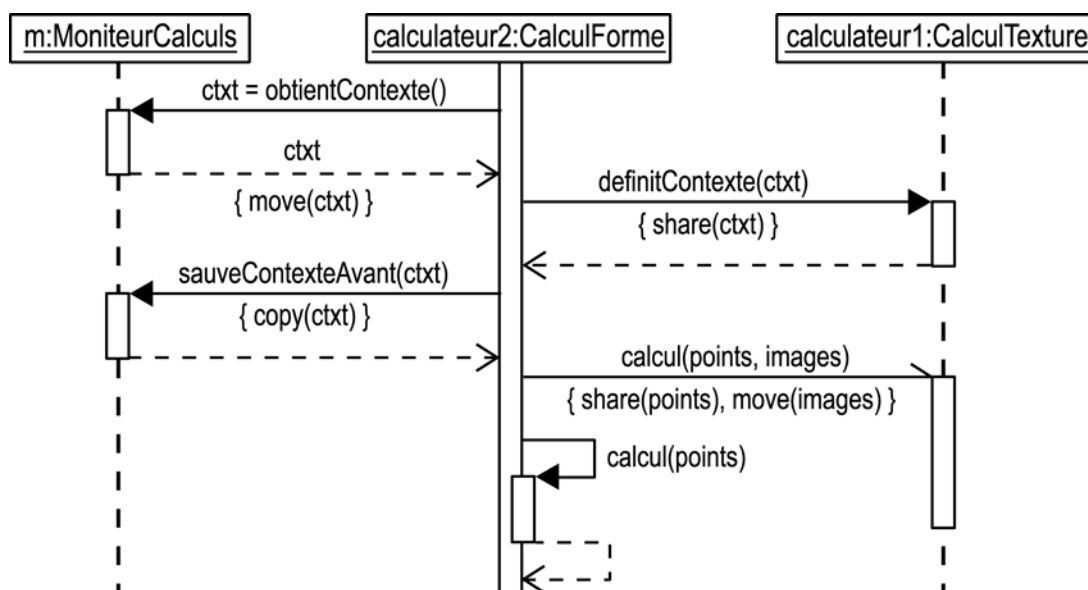 m:MoniteurCalculs
calculateur2:CalculForme
calculateur1:CalculTexture
ctxt = obtientContexte()
ctxt
{ move(ctxt) }
definitContexte(ctxt)
{ share(ctxt) }
sauveContexteAvant(ctxt)
{ copy(ctxt) }
calcul(points, images)
{ share(points), move(images) }
calcul(points)